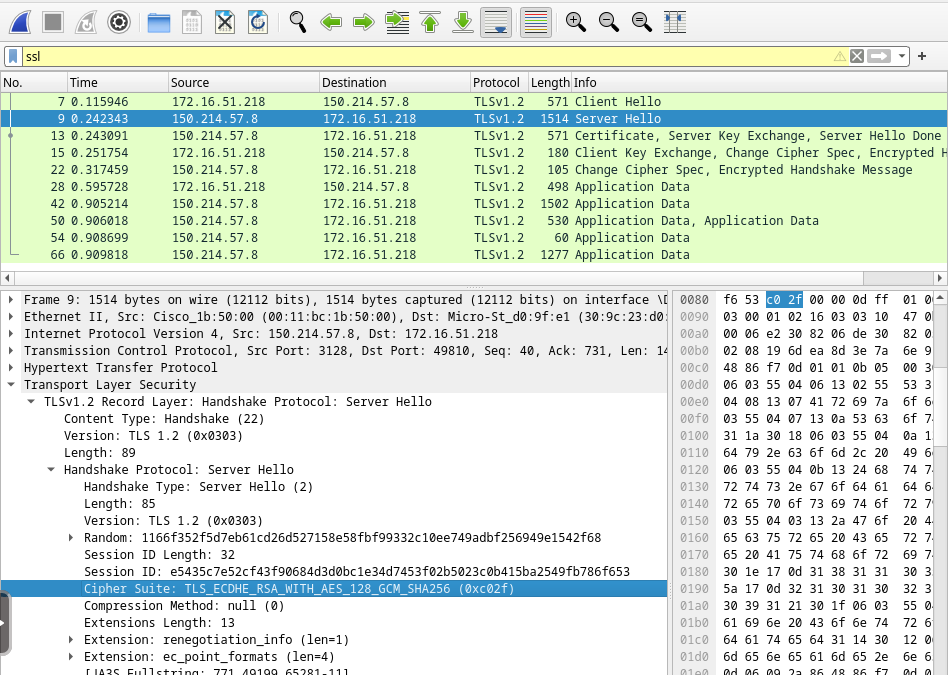 ssl
No. Time Source Destination Protocol Length Info
7 0.115946 172.16.51.218 150.214.57.8 TLSv1.2 571 Client Hello
9 0.242343 150.214.57.8 172.16.51.218 TLSv1.2 1514 Server Hello
13 0.243091 150.214.57.8 172.16.51.218 TLSv1.2 571 Certificate, Server Key Exchange, Server Hello Done
15 0.251754 172.16.51.218 150.214.57.8 TLSv1.2 180 Client Key Exchange, Change Cipher Spec, Encrypted H
22 0.317459 150.214.57.8 172.16.51.218 TLSv1.2 105 Change Cipher Spec, Encrypted Handshake Message
28 0.595728 172.16.51.218 150.214.57.8 TLSv1.2 498 Application Data
42 0.905214 150.214.57.8 172.16.51.218 TLSv1.2 1502 Application Data
50 0.906018 150.214.57.8 172.16.51.218 TLSv1.2 530 Application Data, Application Data
54 0.908699 150.214.57.8 172.16.51.218 TLSv1.2 60 Application Data
66 0.909818 150.214.57.8 172.16.51.218 TLSv1.2 1277 Application Data
Frame 9: 1514 bytes on wire (12112 bits), 1514 bytes captured (12112 bits) on interface \D
Ethernet II, Src: Cisco_1b:50:00 (00:11:bc:1b:50:00), Dst: Micro-St_d0:9f:e1 (30:9c:23:d0:
Internet Protocol Version 4, Src: 150.214.57.8, Dst: 172.16.51.218
Transmission Control Protocol, Src Port: 3128, Dst Port: 49810, Seq: 40, Ack: 731, Len: 14
Hypertext Transfer Protocol
Transport Layer Security
TLSv1.2 Record Layer: Handshake Protocol: Server Hello
Content Type: Handshake (22)
Version: TLS 1.2 (0x0303)
Length: 89
Handshake Protocol: Server Hello
Handshake Type: Server Hello (2)
Length: 85
Version: TLS 1.2 (0x0303)
Random: 1166f352f5d7eb61cd26d527158e58fbf99332c10ee749adbf256949e1542f68
Session ID Length: 32
Session ID: e5435c7e52cf43f90684d3d0bc1e34d7453f02b5023c0b415ba2549fb786f653
Cipher Suite: TLS_ECDHE_RSA_WITH_AES_128_GCM_SHA256 (0xc02f)
Compression Method: null (0)
Extensions Length: 13
Extension: renegotiation_info (len=1)
Extension: ec_point_formats (len=4)
[JA3S Fullstring: 771,49199,65281-11]
0080 f6 53 c0 2f 00 00 0d ff 01 0
0090 03 00 01 02 16 03 03 10 47 0
00a0 00 06 e2 30 82 06 de 30 82 0
00b0 02 08 19 6d ea 8d 3e 7a 6e 9
00c0 48 86 f7 0d 01 01 0b 05 00 3
00d0 06 03 55 04 06 13 02 55 53 3
00e0 04 08 13 07 41 72 69 7a 6f 6
00f0 03 55 04 07 13 0a 53 63 6f 7
0100 31 1a 30 18 06 03 55 04 0a 1
0110 64 79 2e 63 6f 6d 2c 20 49 6
0120 06 03 55 04 0b 13 24 68 74 7
0130 72 74 73 2e 67 6f 64 61 64 6
0140 72 65 70 6f 73 69 74 6f 72 7
0150 03 55 04 03 13 2a 47 6f 20 4
0160 65 63 75 72 65 20 43 65 72 7
0170 65 20 41 75 74 68 6f 72 69 7
0180 30 1e 17 0d 31 38 31 31 30 3
0190 5a 17 0d 32 31 30 31 30 32 3
01a0 30 39 31 21 30 1f 06 03 55 0
01b0 61 69 6e 20 43 6f 6e 74 72 6
01c0 64 61 74 65 64 31 14 30 12 0
01d0 6d 65 6e 65 61 6d 65 2e 6e 6
01e0 0d 06 09 2a 86 48 86 f7 0d 0